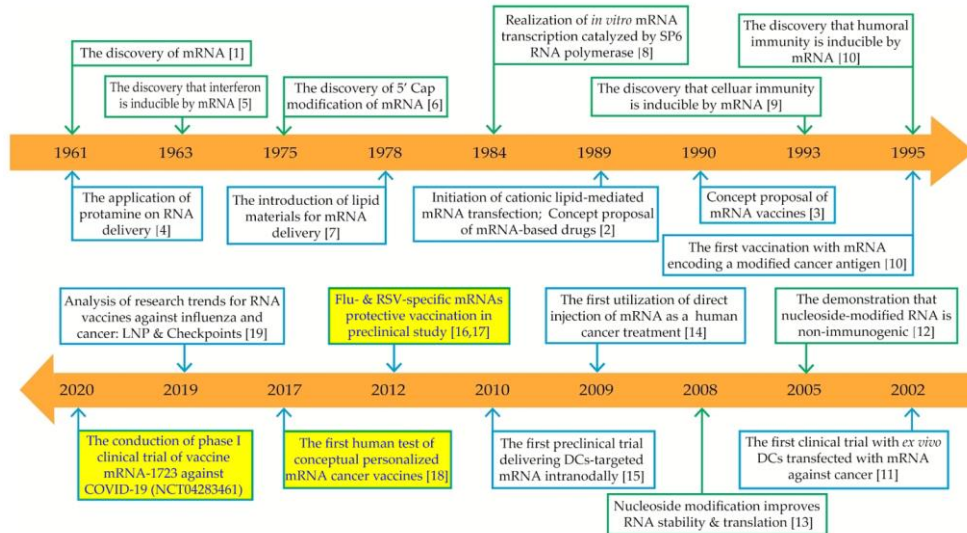 The discovery of mRNA [1]
The discovery that interferon
is inducible by mRNA [5]
The discovery of 5′ Cap
modification of mRNA [6]
Realization of in vitro mRNA
transcription catalyzed by SP6
RNA polymerase [8]
The discovery that celluar immunity
is inducible by mRNA [9]
The discovery that humoral
immunity is inducible by
mRNA [10]
1961 1963 1975 1978 1984 1989 1990 1993 1995
The application of
protamine on RNA
delivery [4]
The introduction of lipid
materials for mRNA delivery
[7]
Initiation of cationic lipid-mediated
mRNA transfection; Concept proposal
of mRNA-based drugs [2]
Concept proposal of
mRNA vaccines [3]
The first vaccination with mRNA
encoding a modified cancer antigen [10]
Analysis of research trends for RNA
vaccines against influenza and
cancer: LNP & Checkpoints [19]
Flu- & RSV-specific mRNAs
protective vaccination in
preclinical study [16,17]
The first utilization of direct
injection of mRNA as a human
cancer treatment [14]
The demonstration that
nucleoside-modified RNA is
non-immunogenic [12]
2020 2019 2017 2012 2010 2009 2008 2005 2002
The conduction of phase I
clinical trial of vaccine
mRNA-1723 against
COVID-19 (NCT04283461)
The first human test of
conceptual personalized
mRNA cancer vaccines [18]
The first preclinical trial
delivering DCs-targeted
mRNA intranodally [15]
Nucleoside modification improves
RNA stability & translation [13]
The first clinical trial with ex vivo
DCs transfected with mRNA
against cancer [11]